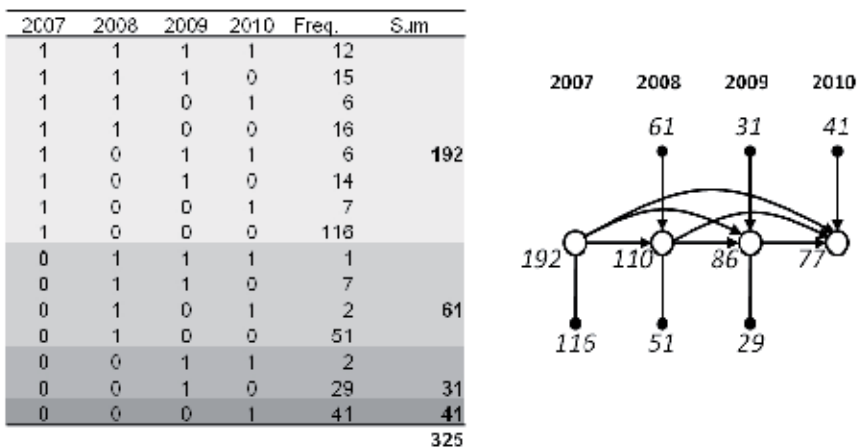 2007 2008 2009 2010 Freq. Sum
1 1 1 1 12
1 1 1 0 15
1 1 0 1 6
1 1 0 0 16
1 0 1 1 6 192
1 0 1 0 14
1 0 0 1 7
1 0 0 0 116
0 1 1 1 1
0 1 1 0 7
0 1 0 1 2 61
0 1 0 0 51
0 0 1 1 2
0 0 1 0 29 31
0 0 0 1 41 41
325
2007 2008 2009 2010
61 31 41
192 110 86 77
116 51 29